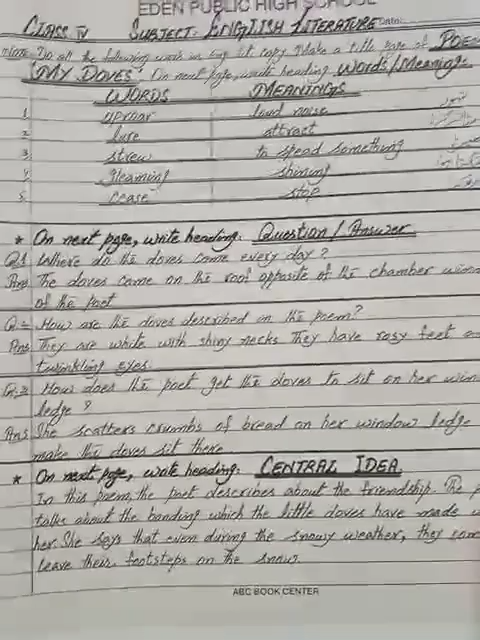 EDEN PUBLIC HIGH SCHOOL
CLASS IV SUBJECT: ENGLISH LITERATURE Date:
Note: Do all the following work in Eng Lit copy. Make a title page of POEM
'MY DOVES'. On next page, write heading Words/Meanings
WORDS MEANINGS
1. uproar loud noise
2. lure attract
3. strew to spead something
4. gleaming shining
5. cease stop
* On next page, write heading: Question/Answer
Q1 Where do the doves come every day?
Ans The doves come on the roof opposite of the chamber
of the poet
Q:2 How are the doves described in the poem?
Ans They are white with shiny necks They have rosy feet
twinkling eyes.
Q:3 How does the poet get the doves to sit on her
ledge?
Ans She scatters crumbs of bread on her window ledge
make the doves sit there
* On next page, write heading: CENTRAL IDEA.
In this poem, the poet describes about the friendship. The
talks about the banding which the little doves have made
her. She says that even during the snowy weather, they
leave their footsteps on the snow.
ABC BOOK CENTER